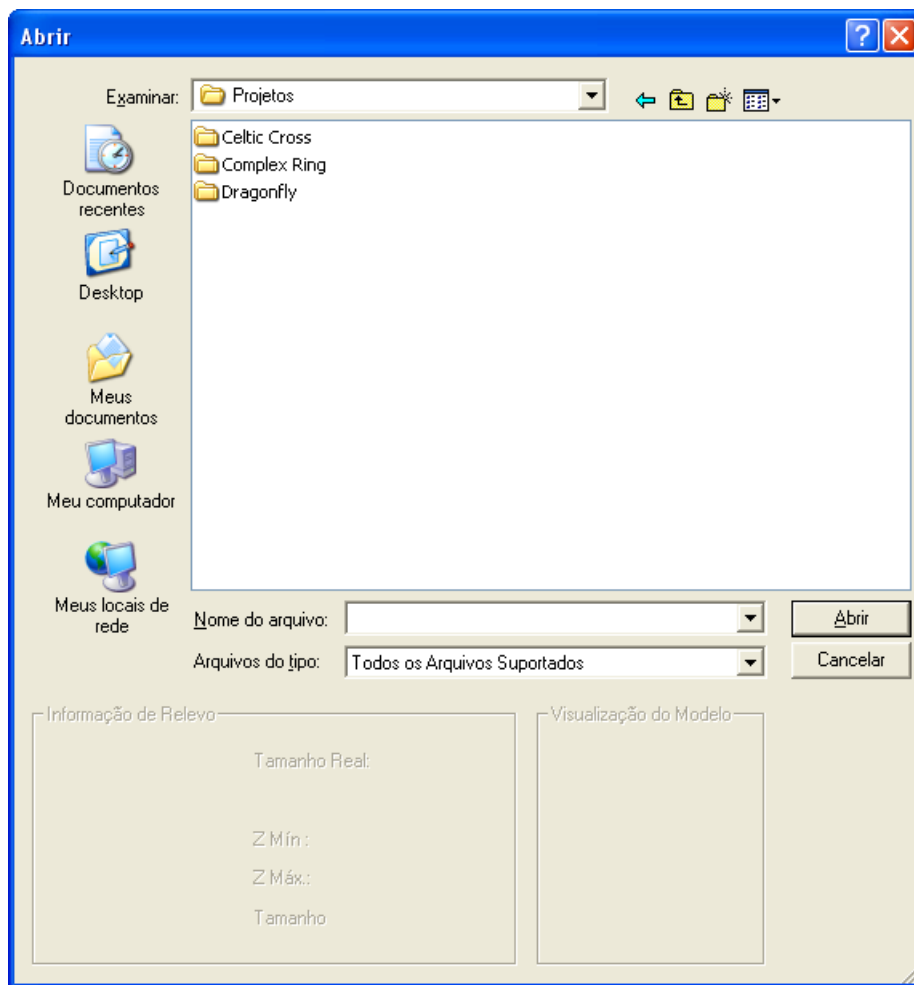 Abrir
Examinar:
Projetos
Celtic Cross
Complex Ring
Dragonfly
Documentos
recentes
Desktop
Meus
documentos
Meu computador
Meus locais de
rede
Nome do arquivo:
Abrir
Arquivos do tipo:
Todos os Arquivos Suportados
Cancelar
Informação de Relevo
Tamanho Real:
Z Mín :
Z Máx.:
Tamanho
Visualização do Modelo